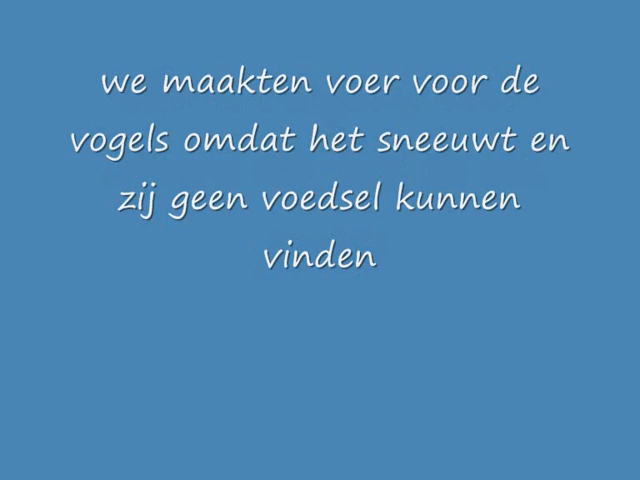 we maakten voer voor de
vogels omdat het sneeuwt en
zij geen voedsel kunnen
vinden